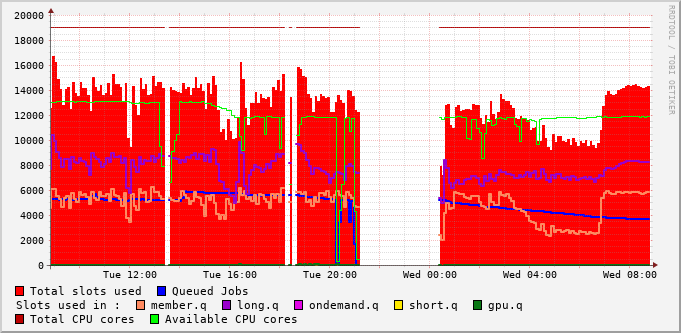 20000
18000
16000
14000
12000
10000
8000
6000
4000
2000
0
Tue 12:00 Tue 16:00 Tue 20:00 Wed 00:00 Wed 04:00 Wed 08:00
RRDTOOL / TOBI OETIKER
Total slots used Queued Jobs
Slots used in : member.q long.q ondemand.q short.q gpu.q
Total CPU cores Available CPU cores